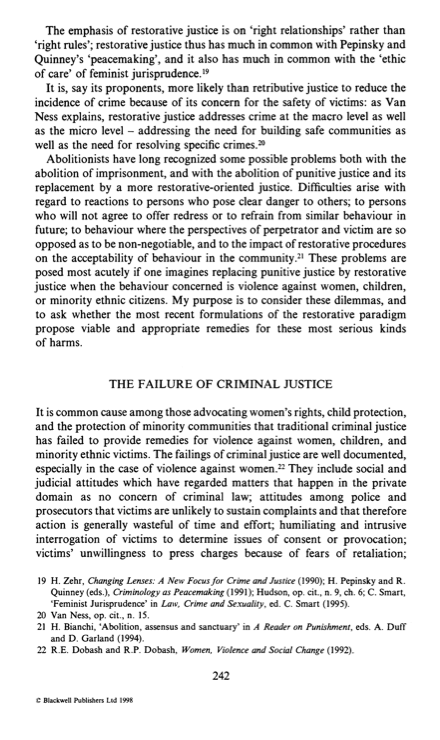 The emphasis of restorative justice is on 'right relationships' rather than
'right rules'; restorative justice thus has much in common with Pepinsky and
Quinney's 'peacemaking', and it also has much in common with the 'ethic
of care' of feminist jurisprudence.¹⁹
It is, say its proponents, more likely than retributive justice to reduce the
incidence of crime because of its concern for the safety of victims: as Van
Ness explains, restorative justice addresses crime at the macro level as well
as the micro level – addressing the need for building safe communities as
well as the need for resolving specific crimes.²⁰
Abolitionists have long recognized some possible problems both with the
abolition of imprisonment, and with the abolition of punitive justice and its
replacement by a more restorative-oriented justice. Difficulties arise with
regard to reactions to persons who pose clear danger to others; to persons
who will not agree to offer redress or to refrain from similar behaviour in
future; to behaviour where the perspectives of perpetrator and victim are so
opposed as to be non-negotiable, and to the impact of restorative procedures
on the acceptability of behaviour in the community.²¹ These problems are
posed most acutely if one imagines replacing punitive justice by restorative
justice when the behaviour concerned is violence against women, children,
or minority ethnic citizens. My purpose is to consider these dilemmas, and
to ask whether the most recent formulations of the restorative paradigm
propose viable and appropriate remedies for these most serious kinds
of harms.
THE FAILURE OF CRIMINAL JUSTICE
It is common cause among those advocating women's rights, child protection,
and the protection of minority communities that traditional criminal justice
has failed to provide remedies for violence against women, children, and
minority ethnic victims. The failings of criminal justice are well documented,
especially in the case of violence against women.²² They include social and
judicial attitudes which have regarded matters that happen in the private
domain as no concern of criminal law; attitudes among police and
prosecutors that victims are unlikely to sustain complaints and that therefore
action is generally wasteful of time and effort; humiliating and intrusive
interrogation of victims to determine issues of consent or provocation;
victims' unwillingness to press charges because of fears of retaliation;
19 H. Zehr, Changing Lenses: A New Focus for Crime and Justice (1990); H. Pepinsky and R.
Quinney (eds.), Criminology as Peacemaking (1991); Hudson, op. cit., n. 9, ch. 6; C. Smart,
'Feminist Jurisprudence' in Law, Crime and Sexuality, ed. C. Smart (1995).
20 Van Ness, op. cit., n. 15.
21 H. Bianchi, 'Abolition, assensus and sanctuary' in A Reader on Punishment, eds. A. Duff
and D. Garland (1994).
22 R.E. Dobash and R.P. Dobash, Women, Violence and Social Change (1992).
242
© Blackwell Publishers Ltd 1998